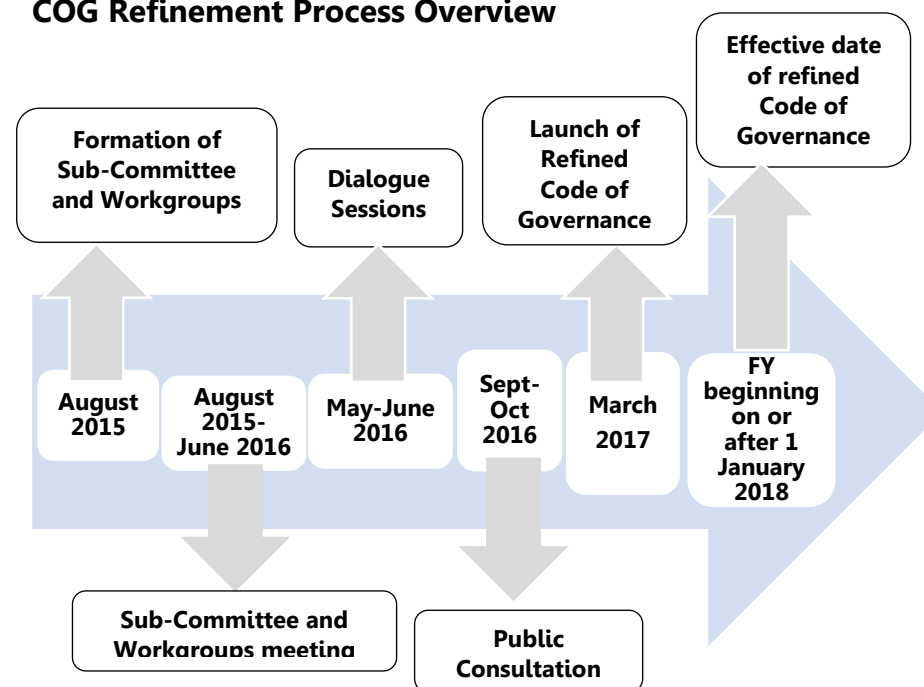 COG Refinement Process Overview
Effective date
of refined
Code of
Governance
Formation of
Sub-Committee
and Workgroups
Dialogue
Sessions
Launch of
Refined
Code of
Governance
August
2015
August
2015-
June 2016
May-June
2016
Sept-
Oct
2016
March
2017
FY
beginning
on or
after 1
January
2018
Sub-Committee and
Workgroups meeting
Public
Consultation